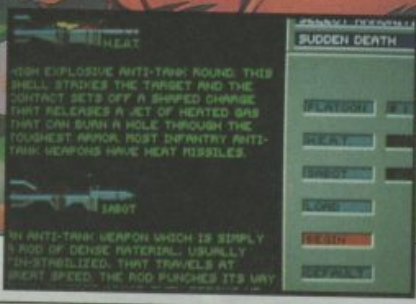 SUDDEN DEATH
H.E.A.T
HIGH EXPLOSIVE ANTI-TANK ROUND. THIS
SHELL STRIKES THE TARGET AND THE
CONTACT SETS OFF A SHAPED CHARGE
THAT RELEASES A JET OF HEATED GAS
THAT CAN BURN A HOLE THROUGH THE
TOUGHEST ARMOR. MOST INFANTRY ANTI-
TANK WEAPONS HAVE HEAT MISSILES.
SABOT
AN ANTI-TANK WEAPON WHICH IS SIMPLY
A ROD OF DENSE MATERIAL, USUALLY
FIN-STABILIZED, THAT TRAVELS AT
GREAT SPEED. THE ROD PUNCHES ITS WAY
PLATOON
HEAT
SABOT
LOAD
BEGIN
DEFAULT